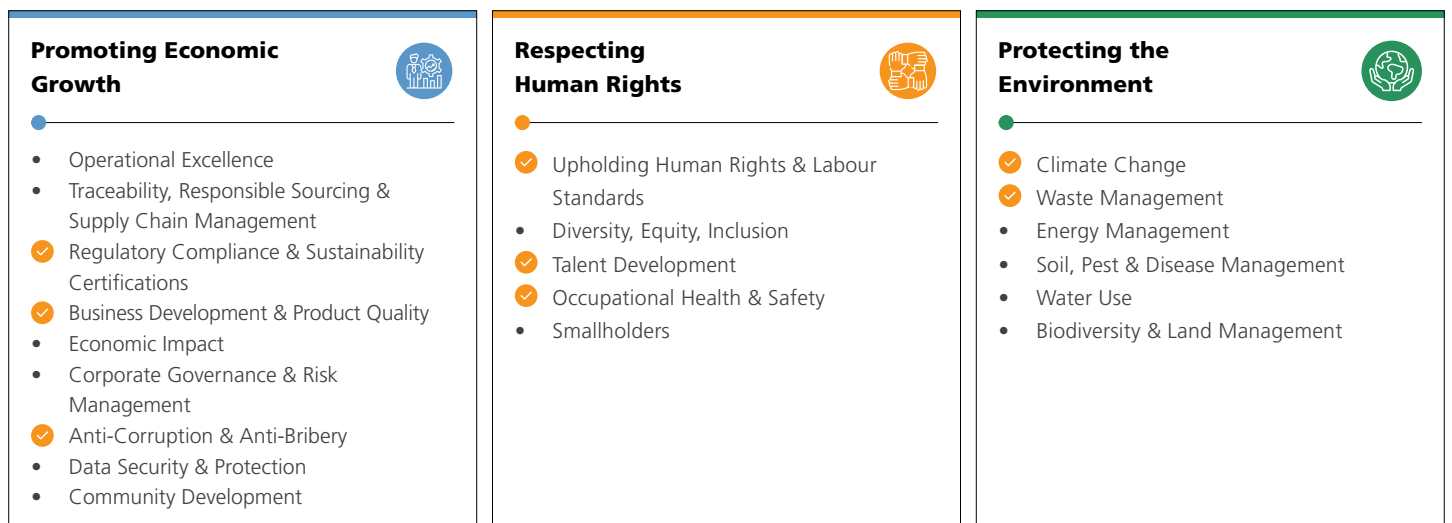 Promoting Economic
Growth
Operational Excellence
Traceability, Responsible Sourcing &
Supply Chain Management
Regulatory Compliance & Sustainability
Certifications
Business Development & Product Quality
Economic Impact
Corporate Governance & Risk
Management
Anti-Corruption & Anti-Bribery
Data Security & Protection
Community Development
Respecting
Human Rights
Upholding Human Rights & Labour
Standards
Diversity, Equity, Inclusion
Talent Development
Occupational Health & Safety
Smallholders
Protecting the
Environment
Climate Change
Waste Management
Energy Management
Soil, Pest & Disease Management
Water Use
Biodiversity & Land Management